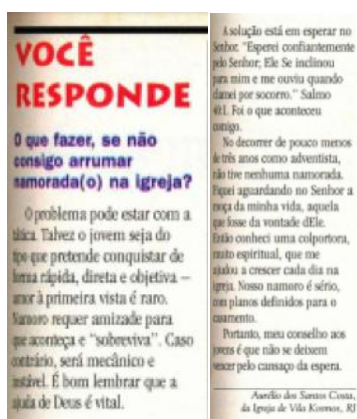 VOCÊ
RESPONDE
O que fazer, se não
consigo arrumar
namorada(o) na igreja?
O problema pode estar com a
tática. Talvez o jovem seja do
tipo que pretende conquistar de
forma rápida, direta e objetiva —
amor à primeira vista é raro.
Namoro requer amizade para
que aconteça e "sobreviva". Caso
contrário, será mecânico e
instável. É bom lembrar que a
ajuda de Deus é vital.
A solução está em esperar no
Senhor. "Esperei confiantemente
pelo Senhor; Ele Se inclinou
para mim e me ouviu quando
clamei por socorro." Salmo
40:1. Foi o que aconteceu
comigo.
No decorrer de pouco menos
de três anos como adventista,
não tive nenhuma namorada.
Fiquei aguardando no Senhor a
moça da minha vida, aquela
que fosse da vontade dEle.
Então conheci uma colportora,
muito espiritual, que me
ajudou a crescer cada dia na
igreja. Nosso namoro é sério,
com planos definidos para o
casamento.
Portanto, meu conselho aos
jovens é que não se deixem
vencer pelo cansaço da espera.
Aurélio dos Santos Costa,
da Igreja de Vila Kosmos, RJ